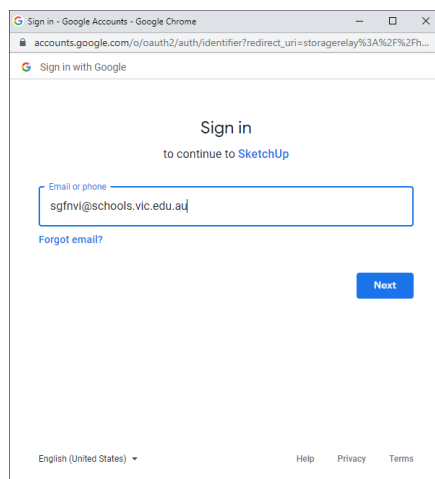 G Sign in - Google Accounts - Google Chrome
accounts.google.com/o/oauth2/auth/identifier?redirect_uri=storagerelay%3A%2F%2Fh...
G Sign in with Google
Sign in
to continue to SketchUp
Email or phone
sgfnvi@schools.vic.edu.au
Forgot email?
Next
English (United States) Help Privacy Terms